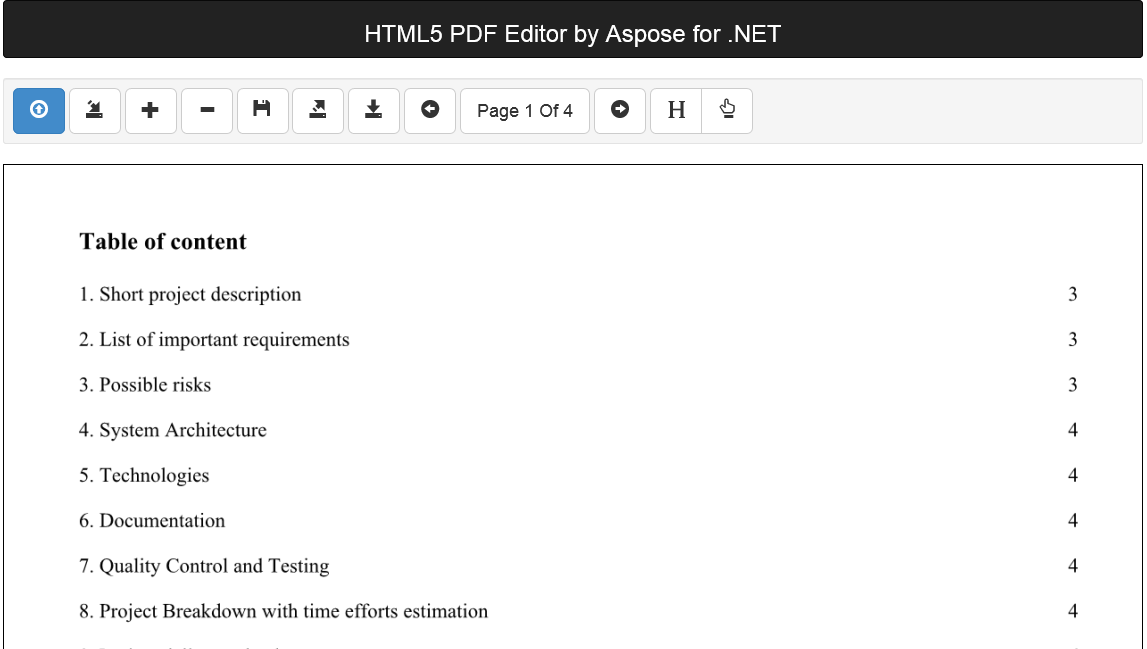 HTML5 PDF Editor by Aspose for .NET
Page 1 Of 4 H
Table of content
1. Short project description 3
2. List of important requirements 3
3. Possible risks 3
4. System Architecture 4
5. Technologies 4
6. Documentation 4
7. Quality Control and Testing 4
8. Project Breakdown with time efforts estimation 4